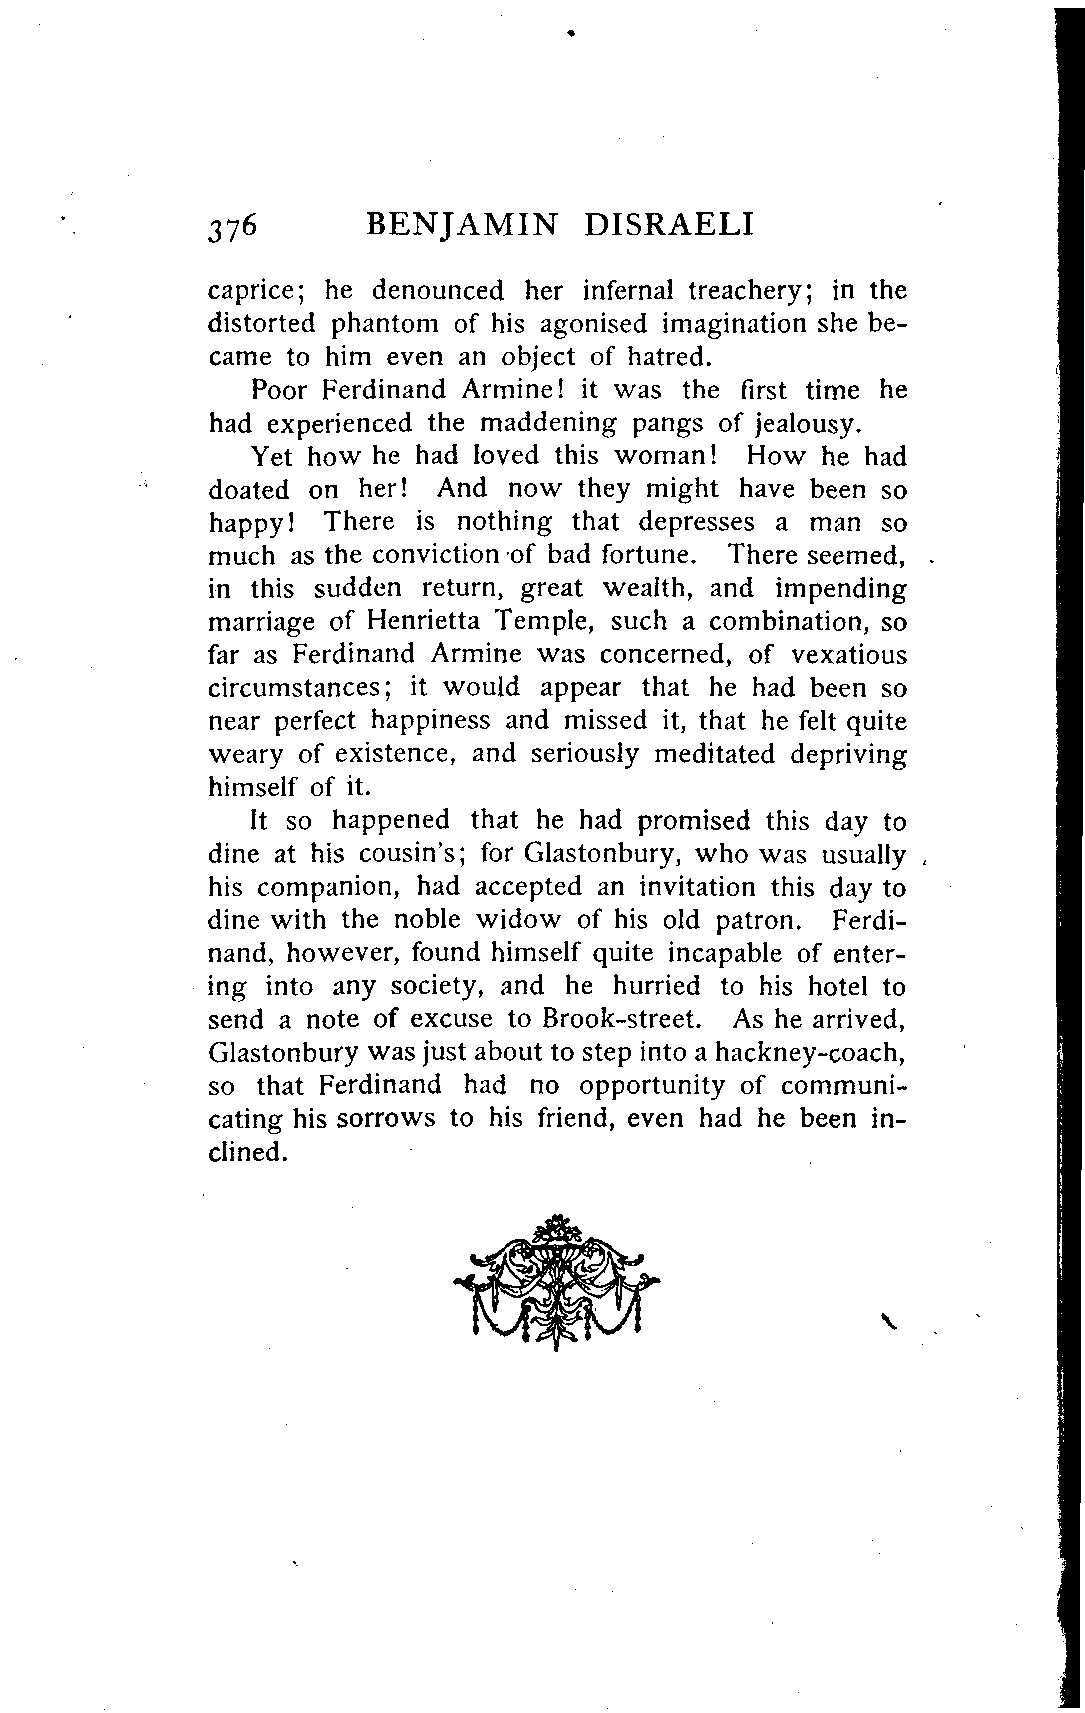 376 BENJAMIN DISRAELI
caprice; he denounced her infernal treachery; in the
distorted phantom of his agonised imagination she be-
came to him even an object of hatred.
Poor Ferdinand Armine! it was the first time he
had experienced the maddening pangs of jealousy.
Yet how he had loved this woman! How he had
doated on her! And now they might have been so
happy! There is nothing that depresses a man so
much as the conviction of bad fortune. There seemed,
in this sudden return, great wealth, and impending
marriage of Henrietta Temple, such a combination, so
far as Ferdinand Armine was concerned, of vexatious
circumstances; it would appear that he had been so
near perfect happiness and missed it, that he felt quite
weary of existence, and seriously meditated depriving
himself of it.
It so happened that he had promised this day to
dine at his cousin's; for Glastonbury, who was usually
his companion, had accepted an invitation this day to
dine with the noble widow of his old patron. Ferdi-
nand, however, found himself quite incapable of enter-
ing into any society, and he hurried to his hotel to
send a note of excuse to Brook-street. As he arrived,
Glastonbury was just about to step into a hackney-coach,
so that Ferdinand had no opportunity of communi-
cating his sorrows to his friend, even had he been in-
clined.